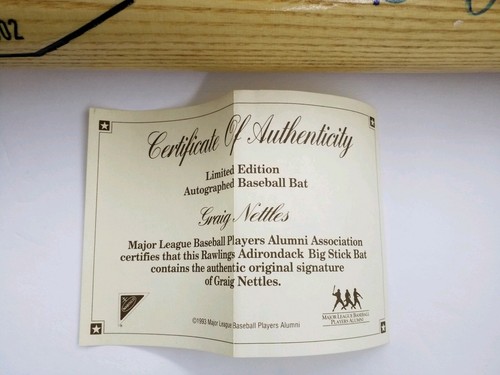 02
Certificate Of Authenticity
Limited Edition
Autographed Baseball Bat
Graig Nettles
Major League Baseball Players Alumni Association
certifies that this Rawlings Adirondack Big Stick Bat
contains the authentic original signature
of Graig Nettles.
©1993 Major League Baseball Players Alumni
MAJOR LEAGUE BASEBALL
PLAYERS ALUMNI